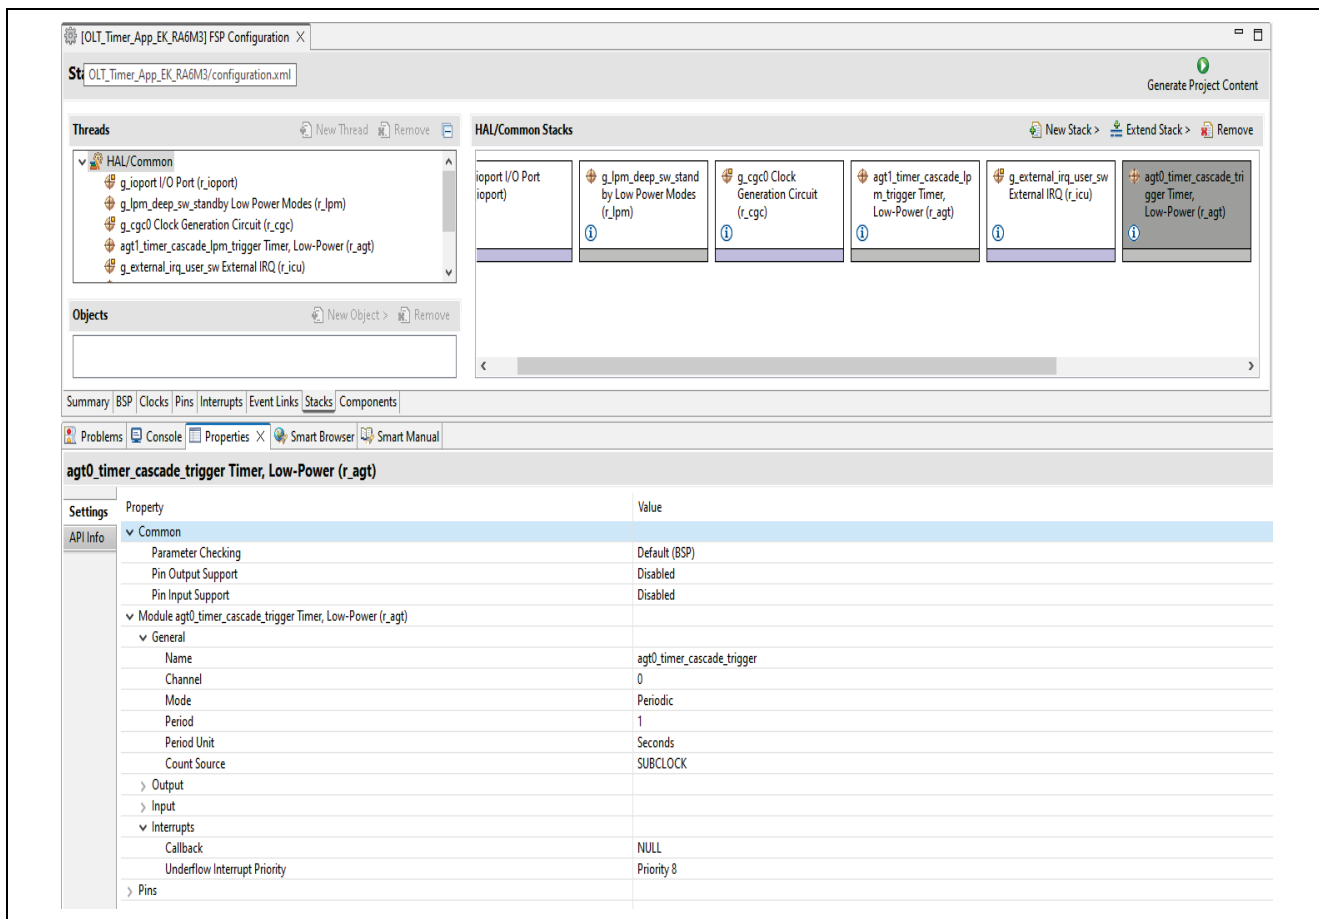 [OLT_Timer_App_EK_RA6M3] FSP Configuration
Sta
OLT_Timer_App_EK_RA6M3/configuration.xml
Generate Project Content
Threads
New Thread Remove
HAL/Common Stacks
New Stack > Extend Stack > Remove
HAL/Common
g_ioport I/O Port (r_ioport)
g_lpm_deep_sw_standby Low Power Modes (r_lpm)
g_cgc0 Clock Generation Circuit (r_cgc)
agt1_timer_cascade_lpm_trigger Timer, Low-Power (r_agt)
g_external_irq_user_sw External IRQ (r_icu)
ioport I/O Port
ioport)
g_lpm_deep_sw_stand
by Low Power Modes
(r_lpm)
g_cgc0 Clock
Generation Circuit
(r_cgc)
agt1_timer_cascade_lp
m_trigger Timer,
Low-Power (r_agt)
g_external_irq_user_sw
External IRQ (r_icu)
agt0_timer_cascade_tri
gger Timer,
Low-Power (r_agt)
Objects
New Object > Remove
Summary BSP Clocks Pins Interrupts Event Links Stacks Components
Problems Console Properties Smart Browser Smart Manual
agt0_timer_cascade_trigger Timer, Low-Power (r_agt)
Settings
API Info
Property Value
Common
Parameter Checking Default (BSP)
Pin Output Support Disabled
Pin Input Support Disabled
Module agt0_timer_cascade_trigger Timer, Low-Power (r_agt)
General
Name agt0_timer_cascade_trigger
Channel 0
Mode Periodic
Period 1
Period Unit Seconds
Count Source SUBCLOCK
Output
Input
Interrupts
Callback NULL
Underflow Interrupt Priority Priority 8
Pins